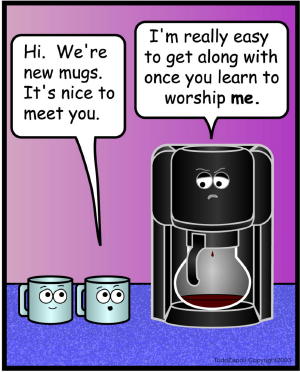 Hi. We're
new mugs.
It's nice to
meet you.
I'm really easy
to get along with
once you learn to
worship me.